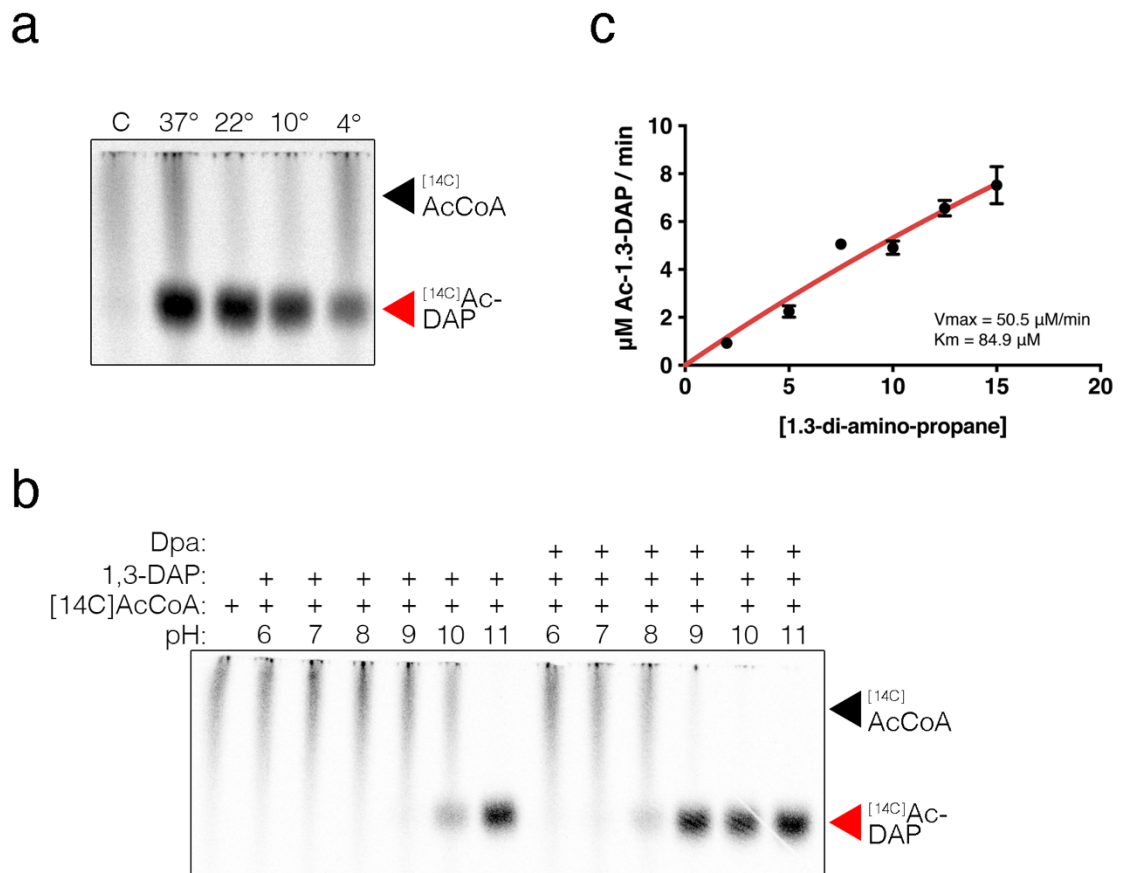 a
C 37° 22° 10° 4°
[14C]
AcCoA
[14C]Ac-
DAP
c
µM Ac-1.3-DAP / min
10
8
6
4
2
0
0 5 10 15 20
Vmax = 50.5 µM/min
Km = 84.9 µM
[1.3-di-amino-propane]
b
Dpa: + + + + + +
1,3-DAP: + + + + + + + + + + + +
[14C]AcCoA: + + + + + + + + + + + + +
pH: 6 7 8 9 10 11 6 7 8 9 10 11
[14C]
AcCoA
[14C]Ac-
DAP